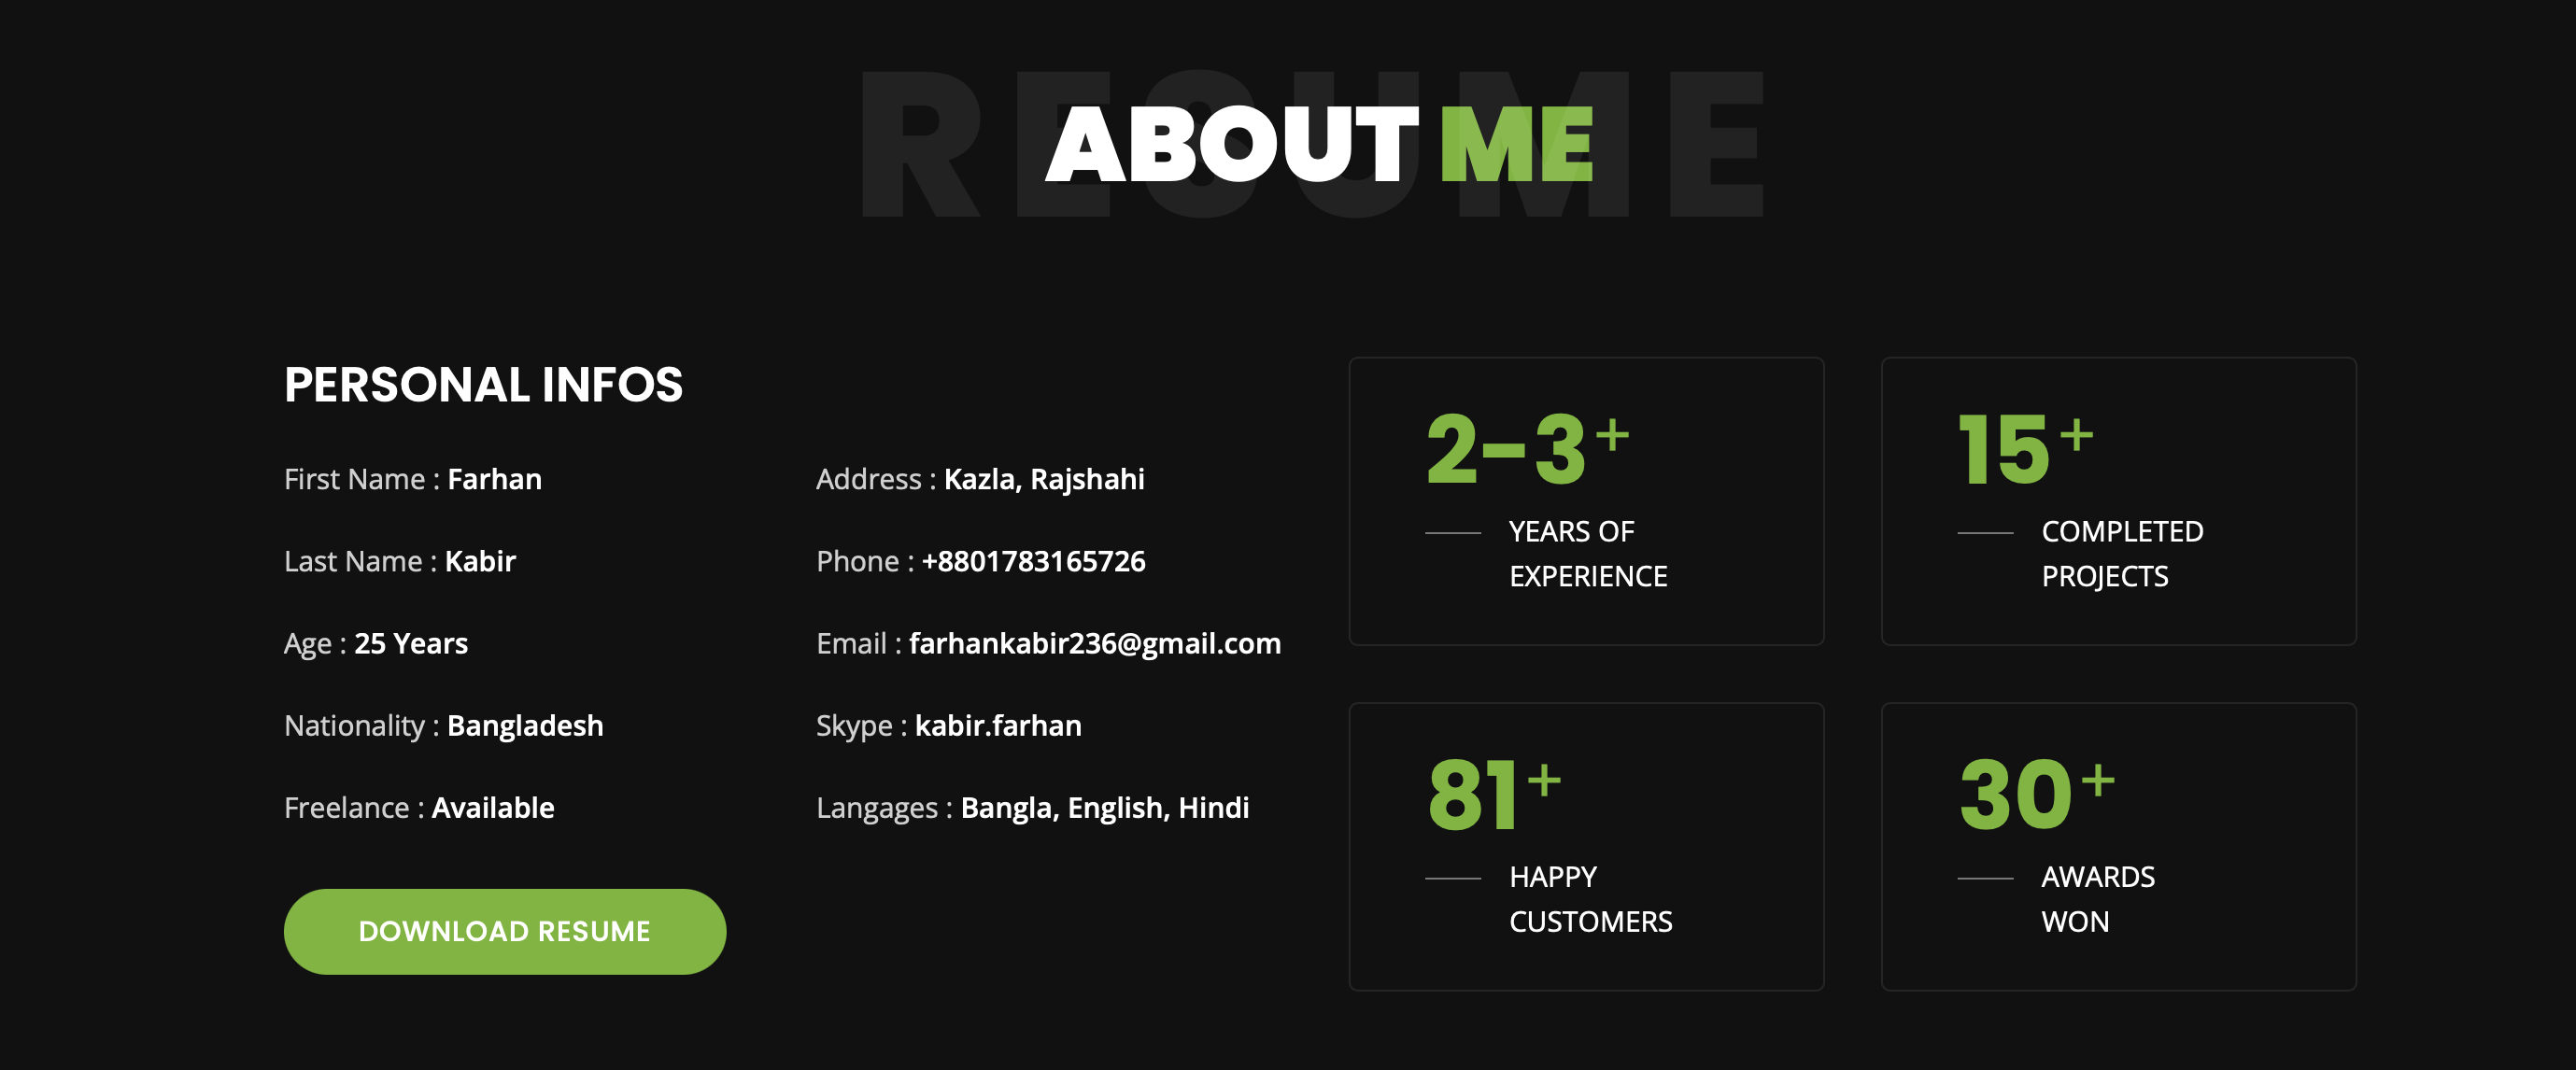 RESUME
ABOUT ME
PERSONAL INFOS
First Name : Farhan
Last Name : Kabir
Age : 25 Years
Nationality : Bangladesh
Freelance : Available
Address : Kazla, Rajshahi
Phone : +8801783165726
Email : farhankabir236@gmail.com
Skype : kabir.farhan
Langages : Bangla, English, Hindi
DOWNLOAD RESUME
2-3+
YEARS OF
EXPERIENCE
15+
COMPLETED
PROJECTS
81+
HAPPY
CUSTOMERS
30+
AWARDS
WON